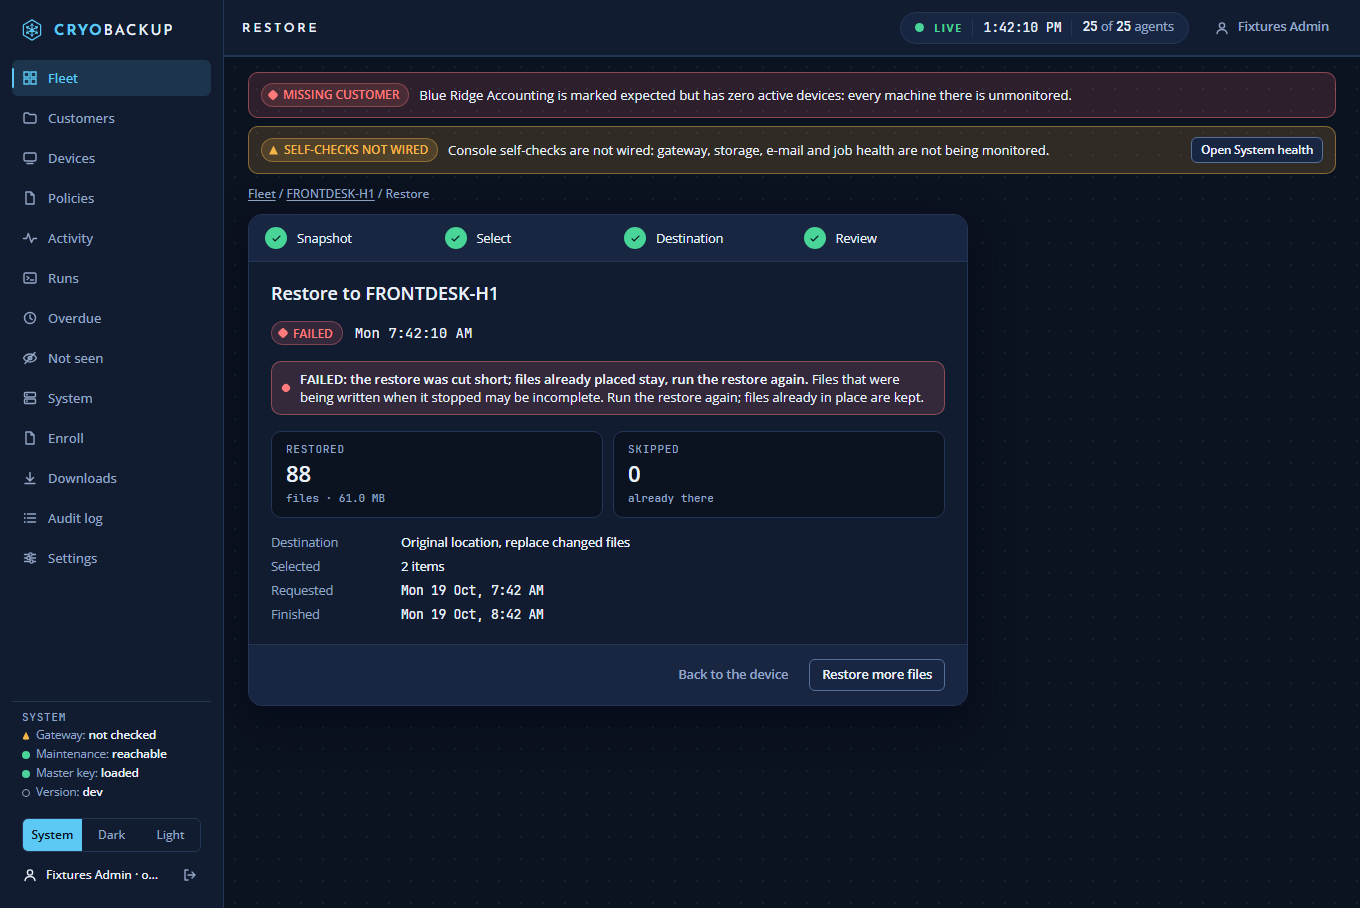 CRYOBACKUP
RESTORE
LIVE 1:42:10 PM 25 of 25 agents
Fixtures Admin
Fleet
Customers
Devices
Policies
Activity
Runs
Overdue
Not seen
System
Enroll
Downloads
Audit log
Settings
MISSING CUSTOMER Blue Ridge Accounting is marked expected but has zero active devices: every machine there is unmonitored.
SELF-CHECKS NOT WIRED Console self-checks are not wired: gateway, storage, e-mail and job health are not being monitored. Open System health
Fleet / FRONTDESK-H1 / Restore
Snapshot Select Destination Review
Restore to FRONTDESK-H1
FAILED Mon 7:42:10 AM
FAILED: the restore was cut short; files already placed stay, run the restore again. Files that were
being written when it stopped may be incomplete. Run the restore again; files already in place are kept.
RESTORED
88
files · 61.0 MB
SKIPPED
0
already there
Destination Original location, replace changed files
Selected 2 items
Requested Mon 19 Oct, 7:42 AM
Finished Mon 19 Oct, 8:42 AM
Back to the device Restore more files
SYSTEM
Gateway: not checked
Maintenance: reachable
Master key: loaded
Version: dev
System Dark Light
Fixtures Admin · o...